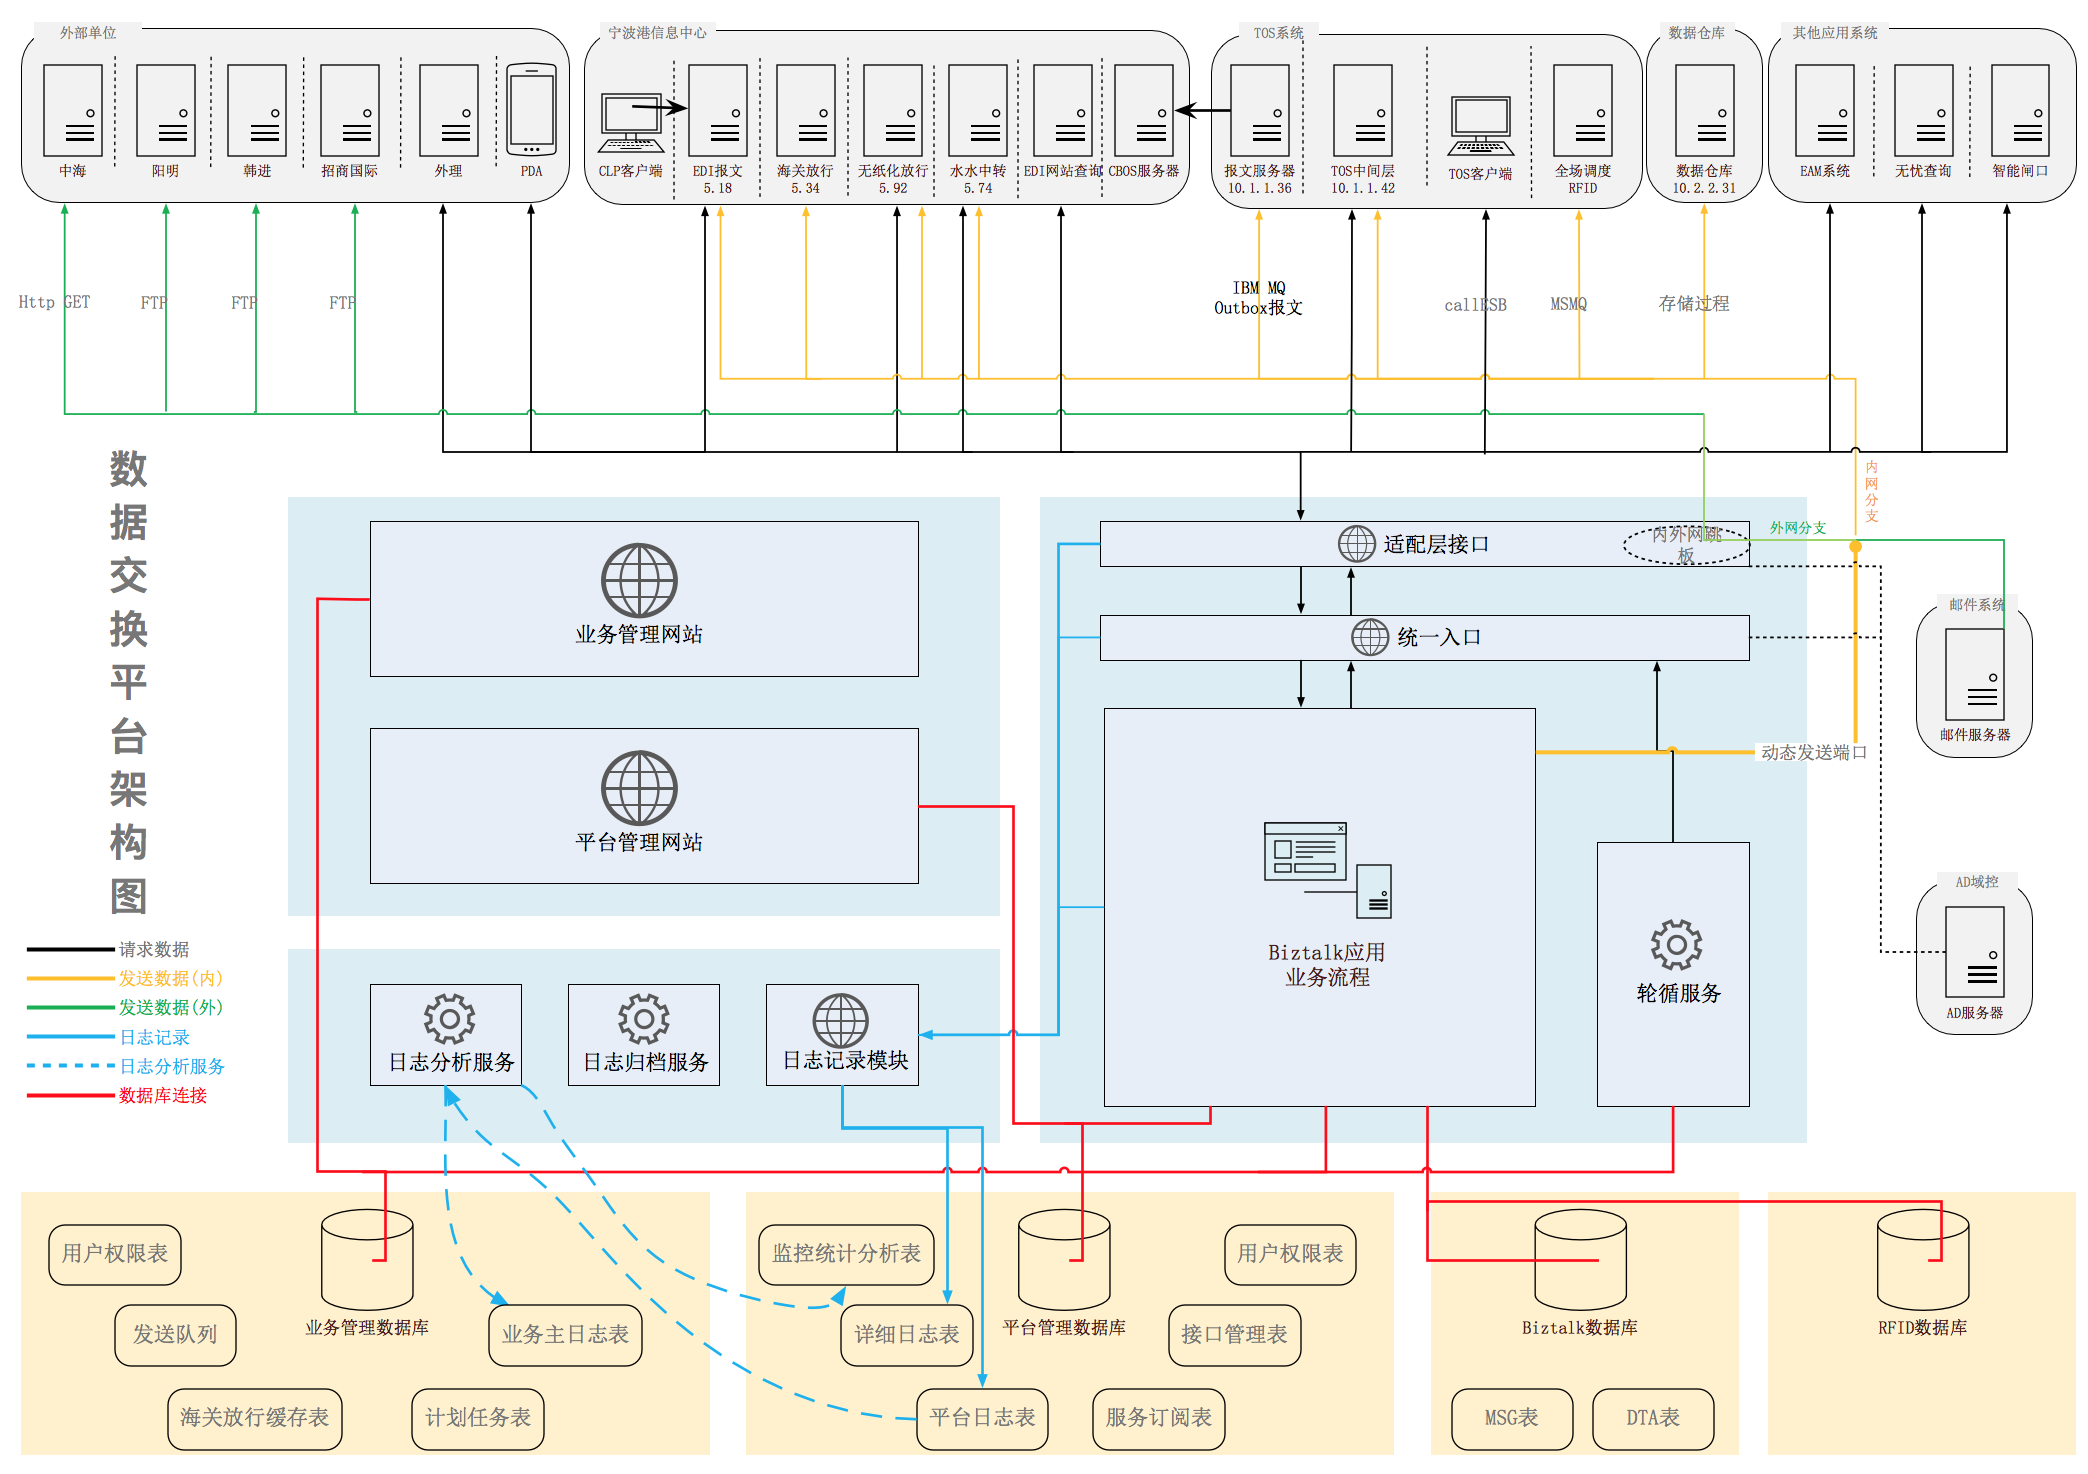 外部单位
宁波港信息中心
TOS系统
数据仓库
其他应用系统
中海
阳明
韩进
招商国际
外理
PDA
CLP客户端
EDI报文
5.18
海关放行
5.34
无纸化放行
5.92
水水中转
5.74
EDI网站查询
CBOS服务器
报文服务器
10.1.1.36
TOS中间层
10.1.1.42
TOS客户端
全场调度
RFID
数据仓库
10.2.2.31
EAM系统
无忧查询
智能闸口
Http GET
FTP
FTP
FTP
IBM MQ
Outbox报文
callESB
MSMQ
存储过程
数据交换平台架构图
内网分支
外网分支
适配层接口
内外网跳
板
统一入口
业务管理网站
平台管理网站
动态发送端口
邮件系统
邮件服务器
AD域控
AD服务器
Biztalk应用
业务流程
轮循服务
请求数据
发送数据(内)
发送数据(外)
日志记录
日志分析服务
数据库连接
日志分析服务
日志归档服务
日志记录模块
用户权限表
发送队列
海关放行缓存表
业务管理数据库
业务主日志表
计划任务表
监控统计分析表
详细日志表
平台日志表
平台管理数据库
用户权限表
接口管理表
服务订阅表
Biztalk数据库
MSG表
DTA表
RFID数据库